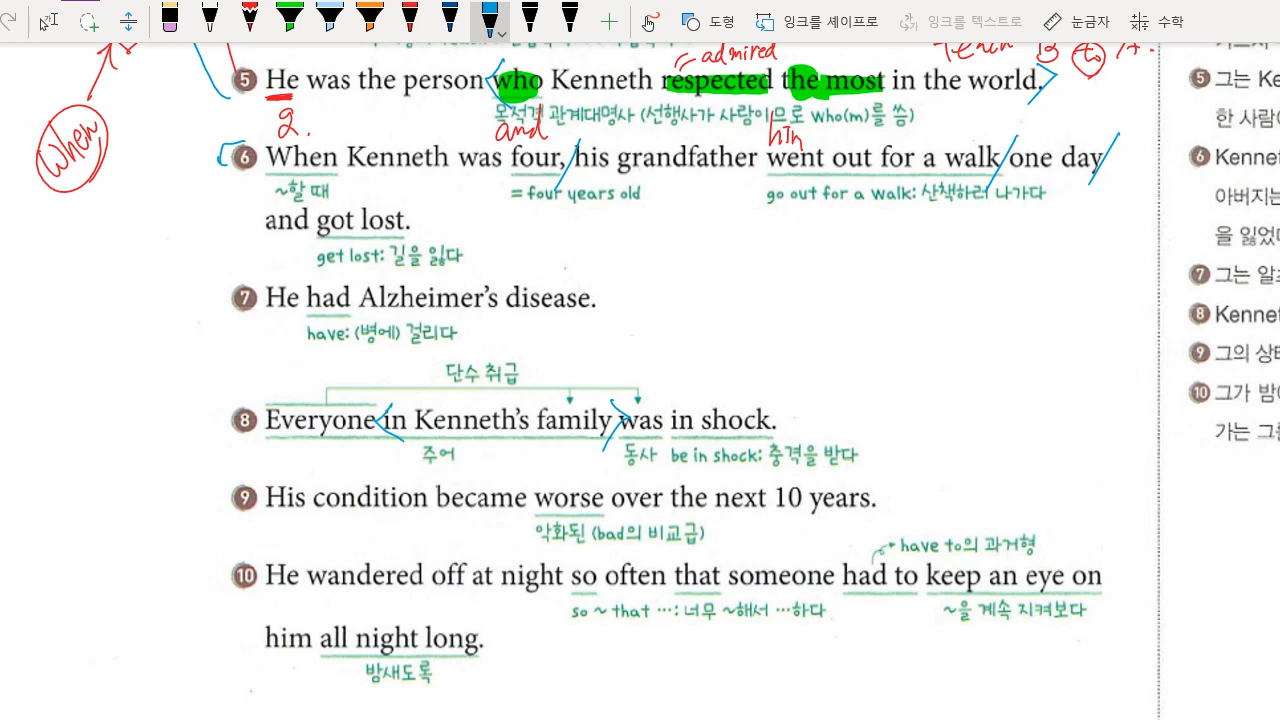 도형 잉크를 셰이프로 잉크를 텍스트로 눈금자 수학
admired
⑤ He was the person who Kenneth respected the most in the world.
목적격 관계대명사 (선행사가 사람이므로 who(m)를 씀)
g.
and
him
when
⑥ When Kenneth was four, his grandfather went out for a walk one day
~할 때
= four years old
go out for a walk: 산책하러 나가다
and got lost.
get lost: 길을 잃다
⑦ He had Alzheimer's disease.
have: (병에) 걸리다
단수 취급
⑧ Everyone in Kenneth's family was in shock.
주어
동사 be in shock: 충격을 받다
⑨ His condition became worse over the next 10 years.
악화된 (bad의 비교급)
have to의 과거형
⑩ He wandered off at night so often that someone had to keep an eye on
so ~ that …: 너무 ~해서 …하다
~을 계속 지켜보다
him all night long.
밤새도록
⑤ 그는 Ke
한 사람
⑥ Kennet
아버지는
을 잃었
⑦ 그는 알
⑧ Kennet
⑨ 그의 상태
⑩ 그가 밤
가는 그를